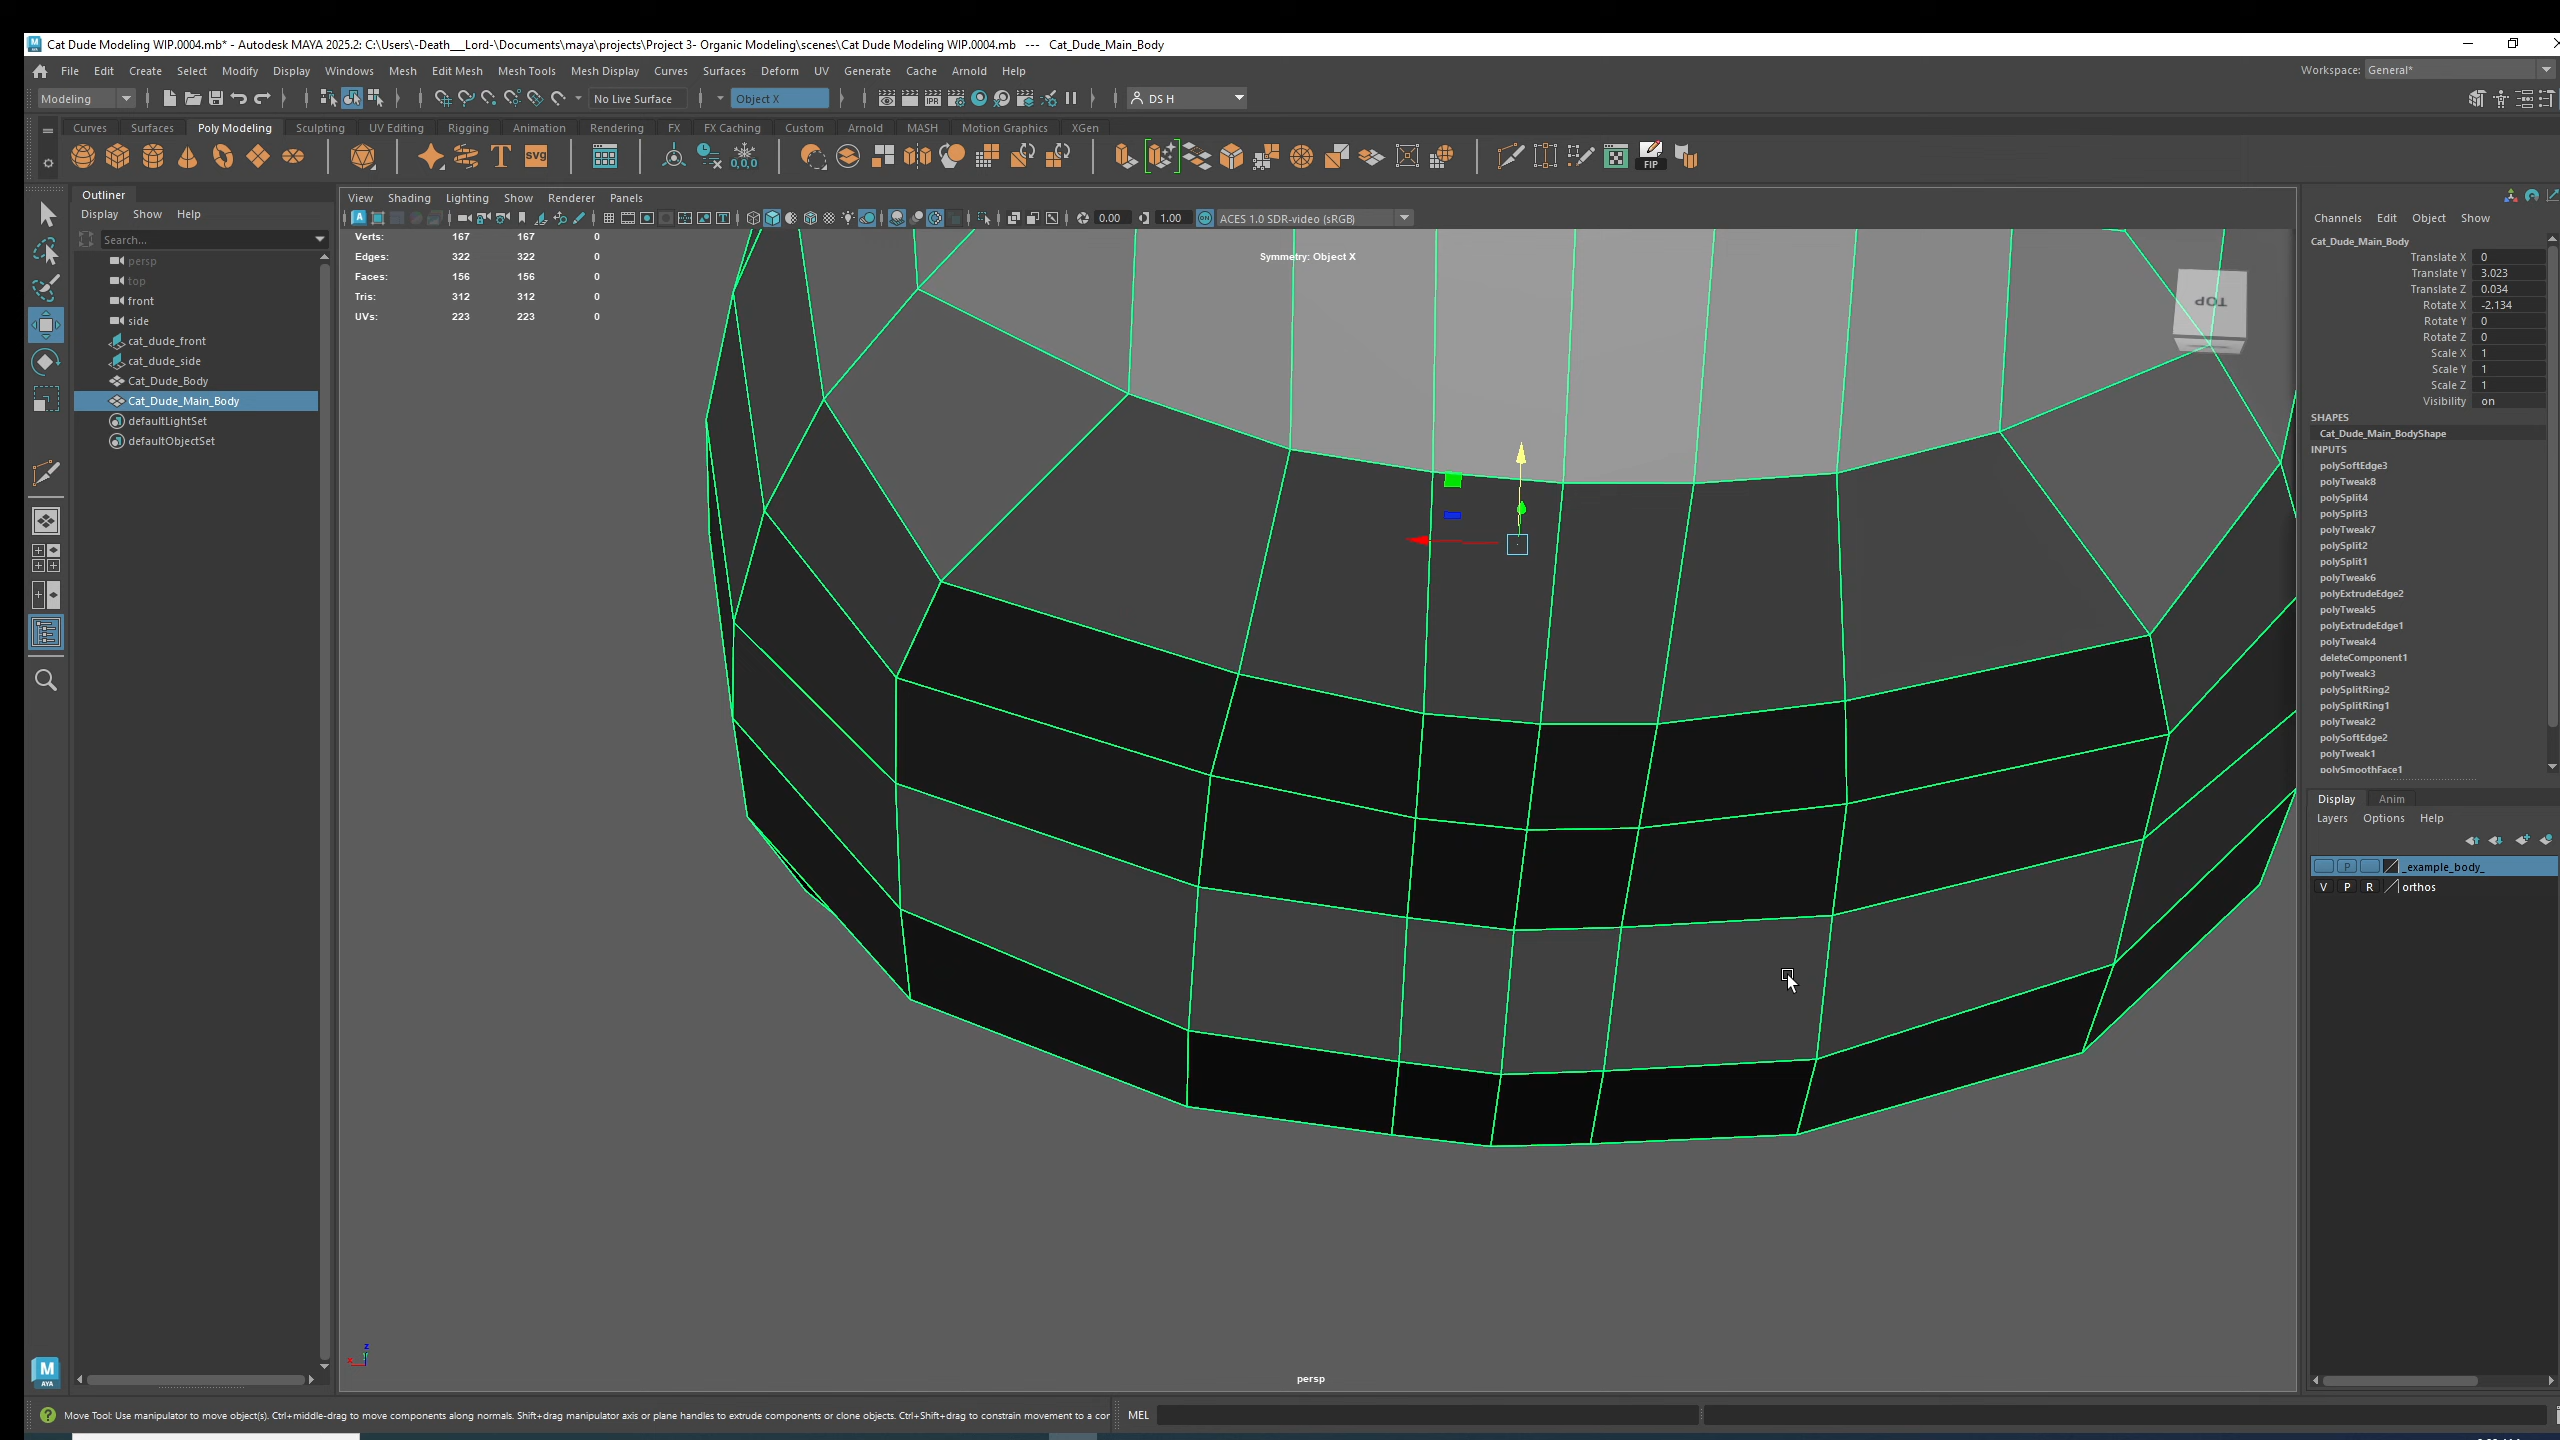 Cat Dude Modeling WIP.0004.mb* - Autodesk MAYA 2025.2: C:\Users\-Death__Lord-\Documents\maya\projects\Project 3- Organic Modeling\scenes\Cat Dude Modeling WIP.0004.mb --- Cat_Dude_Main_Body
File Edit Create Select Modify Display Windows Mesh Edit Mesh Mesh Tools Mesh Display Curves Surfaces Deform UV Generate Cache Arnold Help
Workspace: General*
Modeling No Live Surface Object X IPR DS H
Curves Surfaces Poly Modeling Sculpting UV Editing Rigging Animation Rendering FX FX Caching Custom Arnold MASH Motion Graphics XGen
T svg 0,0,0 FIP
Outliner
Display Show Help
Search...
persp
top
front
side
cat_dude_front
cat_dude_side
Cat_Dude_Body
Cat_Dude_Main_Body
defaultLightSet
defaultObjectSet
View Shading Lighting Show Renderer Panels
0.00 1.00 ON ACES 1.0 SDR-video (sRGB)
Verts: 167 167 0
Edges: 322 322 0
Faces: 156 156 0
Tris: 312 312 0
UVs: 223 223 0
Symmetry: Object X
TOP
z
x
persp
Channels Edit Object Show
Cat_Dude_Main_Body
Translate X 0
Translate Y 3.023
Translate Z 0.034
Rotate X -2.134
Rotate Y 0
Rotate Z 0
Scale X 1
Scale Y 1
Scale Z 1
Visibility on
SHAPES
Cat_Dude_Main_BodyShape
INPUTS
polySoftEdge3
polyTweak8
polySplit4
polySplit3
polyTweak7
polySplit2
polySplit1
polyTweak6
polyExtrudeEdge2
polyTweak5
polyExtrudeEdge1
polyTweak4
deleteComponent1
polyTweak3
polySplitRing2
polySplitRing1
polyTweak2
polySoftEdge2
polyTweak1
polySmoothFace1
Display Anim
Layers Options Help
P _example_body_
V P R orthos
M
AYA
Move Tool: Use manipulator to move object(s). Ctrl+middle-drag to move components along normals. Shift+drag manipulator axis or plane handles to extrude components or clone objects. Ctrl+Shift+drag to constrain movement to a cor
MEL